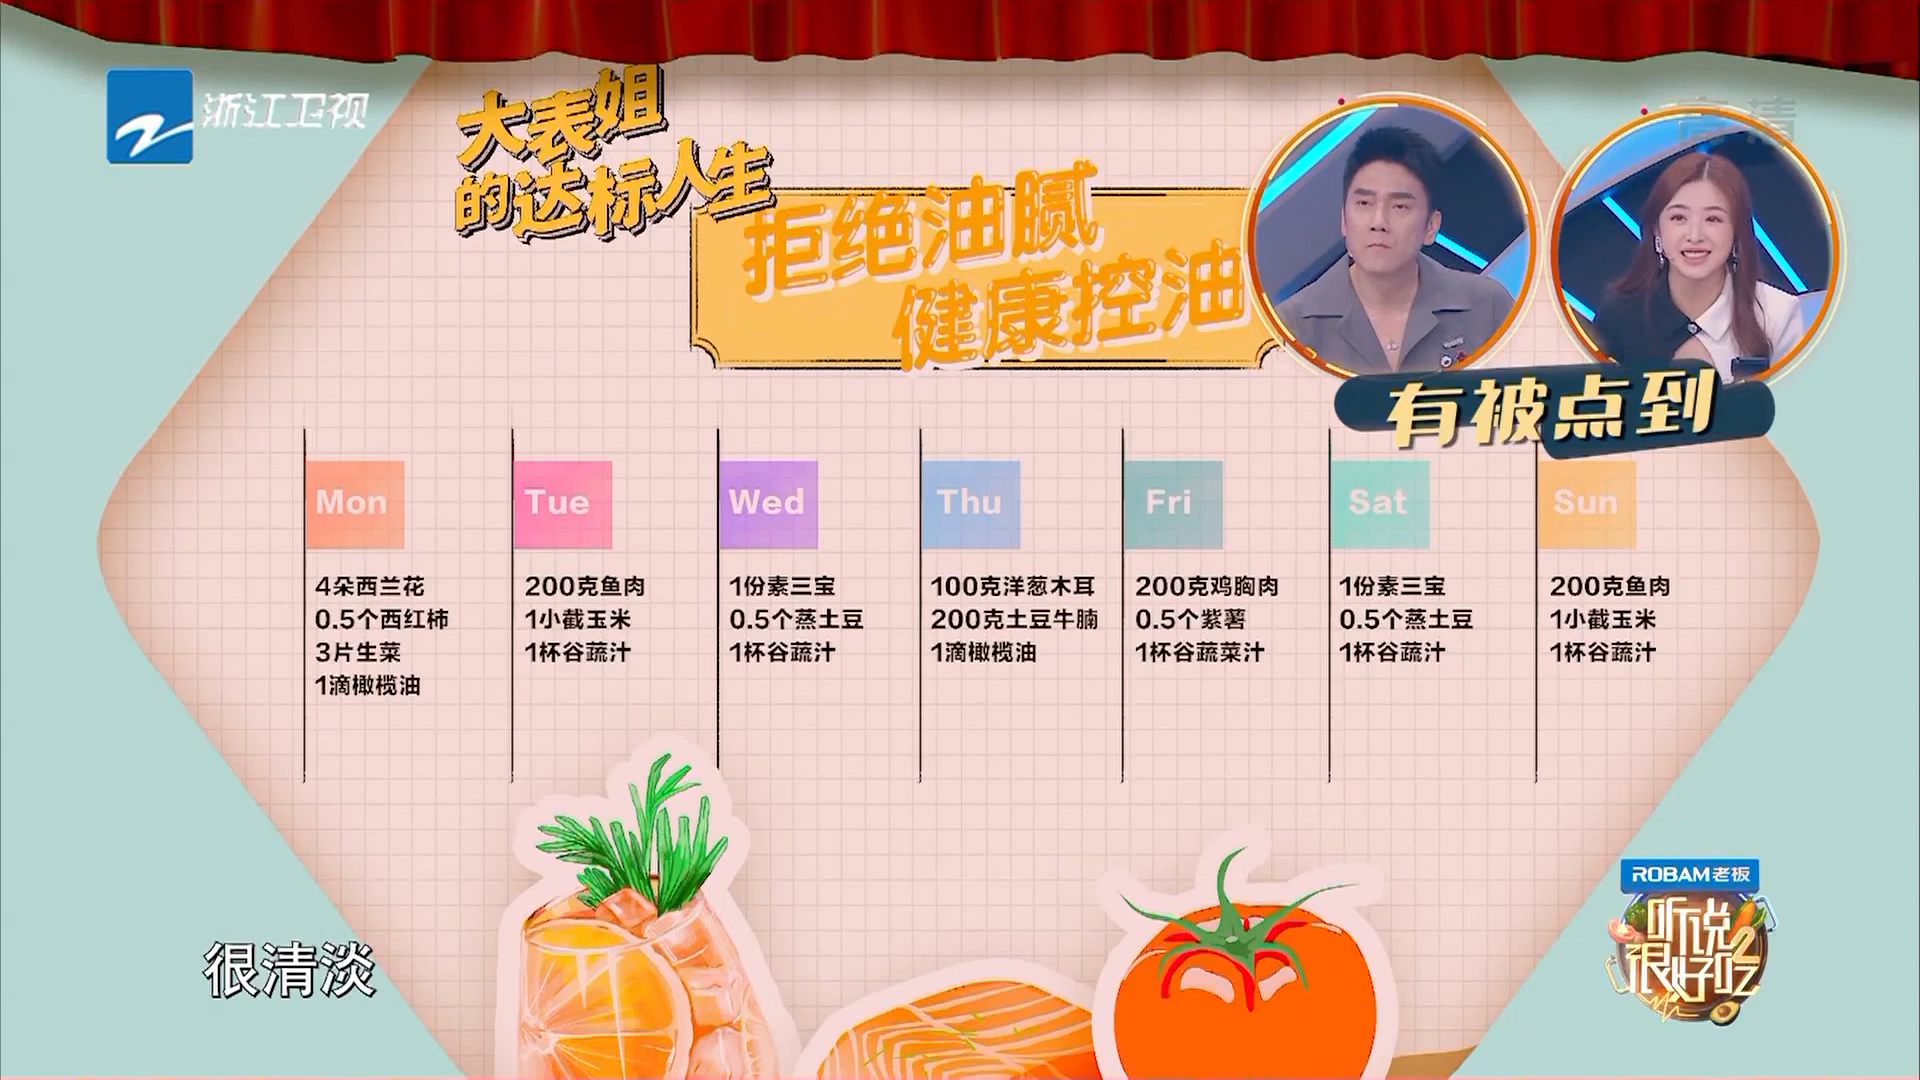 浙江卫视
高清
大表姐
的达标人生
拒绝油腻
健康控油
有被点到
Mon
4朵西兰花
0.5个西红柿
3片生菜
1滴橄榄油
Tue
200克鱼肉
1小截玉米
1杯谷蔬汁
Wed
1份素三宝
0.5个蒸土豆
1杯谷蔬汁
Thu
100克洋葱木耳
200克土豆牛腩
1滴橄榄油
Fri
200克鸡胸肉
0.5个紫薯
1杯谷蔬菜汁
Sat
1份素三宝
0.5个蒸土豆
1杯谷蔬汁
Sun
200克鱼肉
1小截玉米
1杯谷蔬汁
很清淡
ROBAM老板
听说
很好吃2